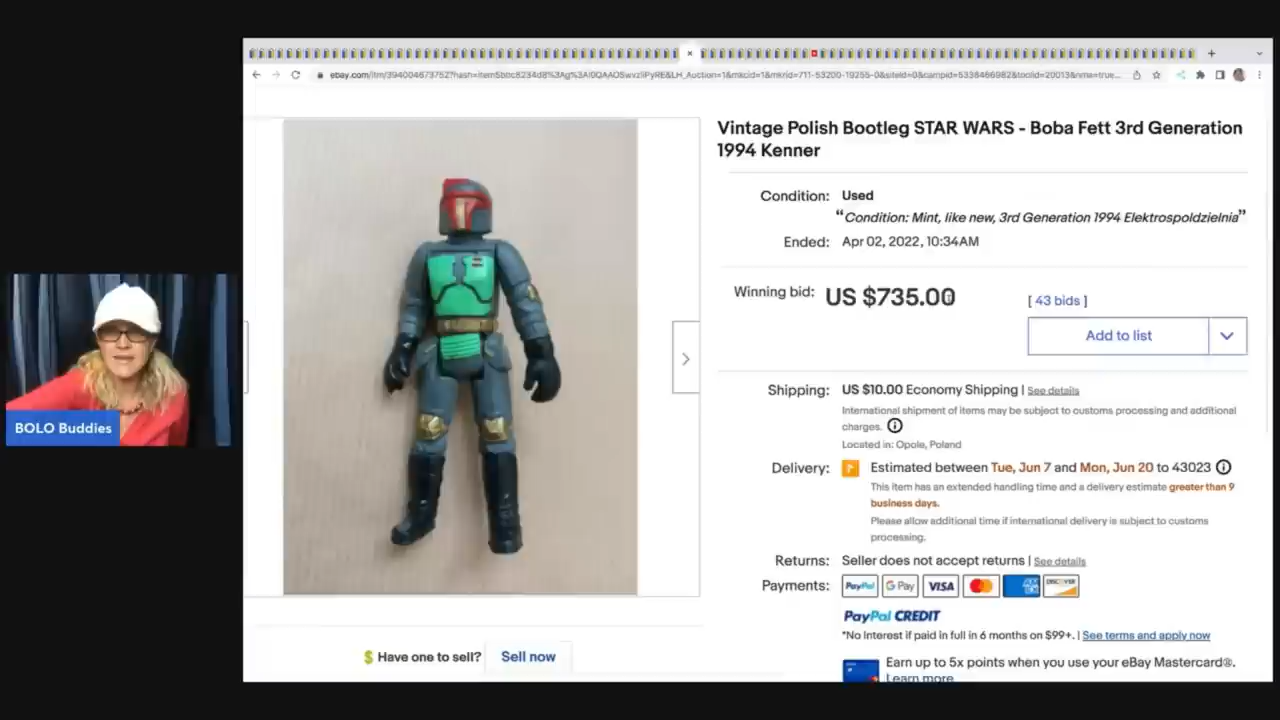 Vintage Polish Bootleg STAR WARS - Boba Fett 3rd Generation
1994 Kenner
Condition: Used
“Condition: Mint, like new, 3rd Generation 1994 Elektrospoldzielnia”
Ended: Apr 02, 2022, 10:34AM
Winning bid: US $735.00 [ 43 bids ]
Add to list
Shipping: US $10.00 Economy Shipping | See details
International shipment of items may be subject to customs processing and additional
charges.
Located in: Opole, Poland
Delivery: Estimated between Tue, Jun 7 and Mon, Jun 20 to 43023
This item has an extended handling time and a delivery estimate greater than 9
business days.
Please allow additional time if international delivery is subject to customs
processing.
Returns: Seller does not accept returns | See details
Payments: PayPal G Pay VISA DISCOVER
PayPal CREDIT
*No Interest if paid in full in 6 months on $99+. | See terms and apply now
Earn up to 5x points when you use your eBay Mastercard®.
Learn more
$ Have one to sell? Sell now
BOLO Buddies